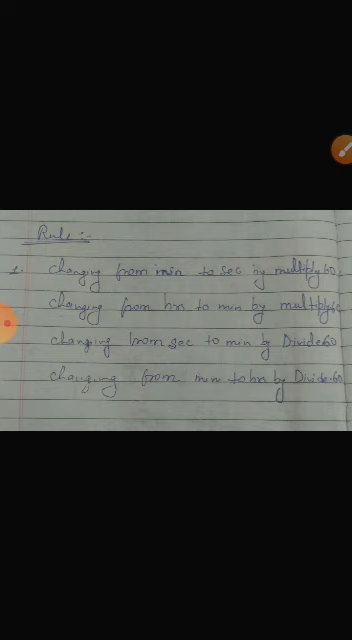 Rule :-
1. Changing from min to sec by multiply 60.
Changing from hr to min by multiply 60
changing from sec to min by Divide 60
changing from min to hr by Divide 60